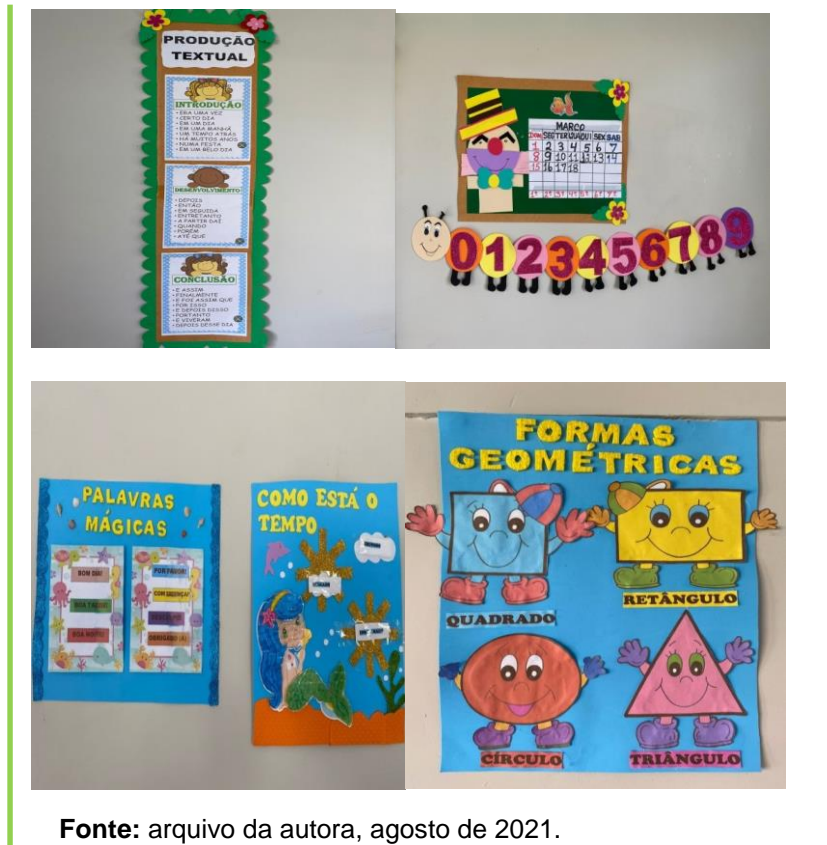 PRODUÇÃO
TEXTUAL
INTRODUÇÃO
• ERA UMA VEZ
• CERTO DIA
• EM UM DIA
• EM UMA MANHÃ
• UM TEMPO ATRÁS
• HÁ MUITOS ANOS
• NUMA FESTA
• EM UM BELO DIA
DESENVOLVIMENTO
• DEPOIS
• ENTÃO
• EM SEGUIDA
• ENTRETANTO
• A PARTIR DAÍ
• QUANDO
• PORÉM
• ATÉ QUE
CONCLUSÃO
• E ASSIM
• FINALMENTE
• E FOI ASSIM QUE
• POR ISSO
• E DEPOIS DISSO
• PORTANTO
• E VIVERAM
• DEPOIS DESSE DIA
MARÇO
DOM SEG TER QUA QUI SEX SAB
1 2 3 4 5 6 7
8 9 10 11 12 13 14
15 16 17 18
0 1 2 3 4 5 6 7 8 9
PALAVRAS
MÁGICAS
BOM DIA!
BOA TARDE!
BOA NOITE!
POR FAVOR!
COM LICENÇA!
OBRIGADO (A)
COMO ESTÁ O
TEMPO
FORMAS
GEOMÉTRICAS
QUADRADO
RETÂNGULO
CÍRCULO
TRIÂNGULO
Fonte: arquivo da autora, agosto de 2021.